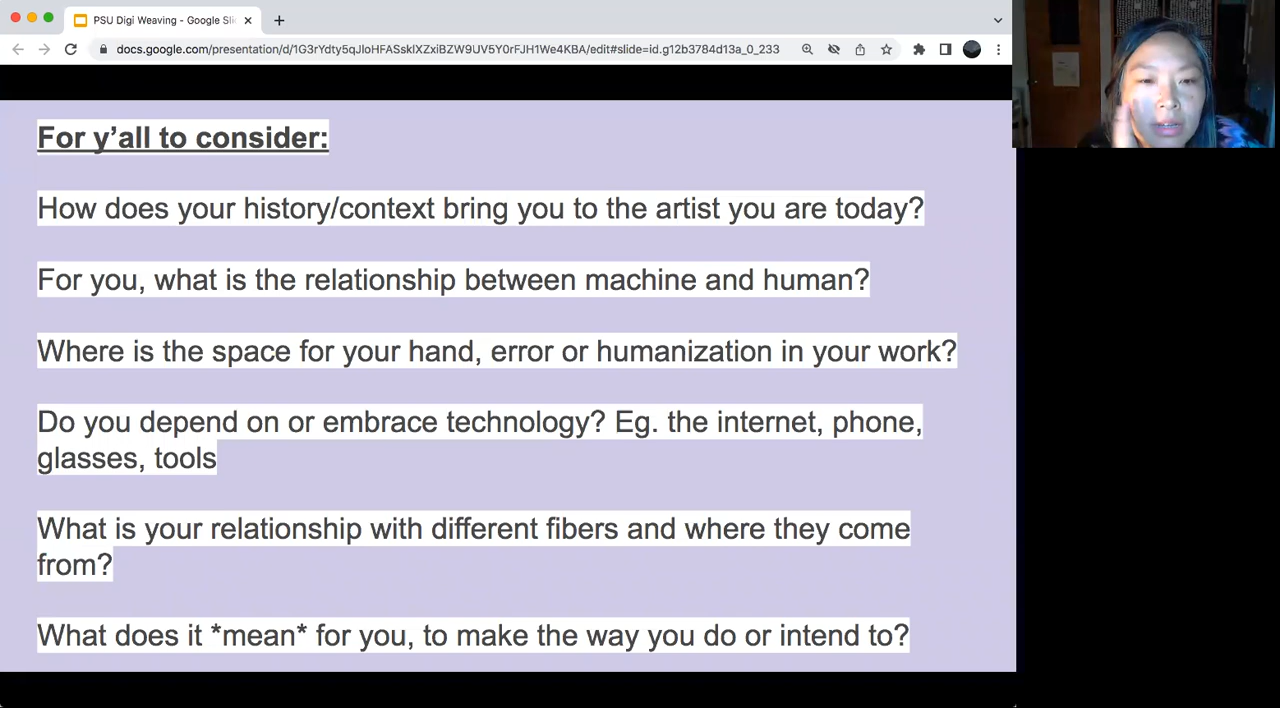 PSU Digi Weaving - Google Sli
docs.google.com/presentation/d/1G3rYdty5qJloHFASsklXZxiBZW9UV5Y0rFJH1We4KBA/edit#slide=id.g12b3784d13a_0_233
For y’all to consider:
How does your history/context bring you to the artist you are today?
For you, what is the relationship between machine and human?
Where is the space for your hand, error or humanization in your work?
Do you depend on or embrace technology? Eg. the internet, phone,
glasses, tools
What is your relationship with different fibers and where they come
from?
What does it *mean* for you, to make the way you do or intend to?